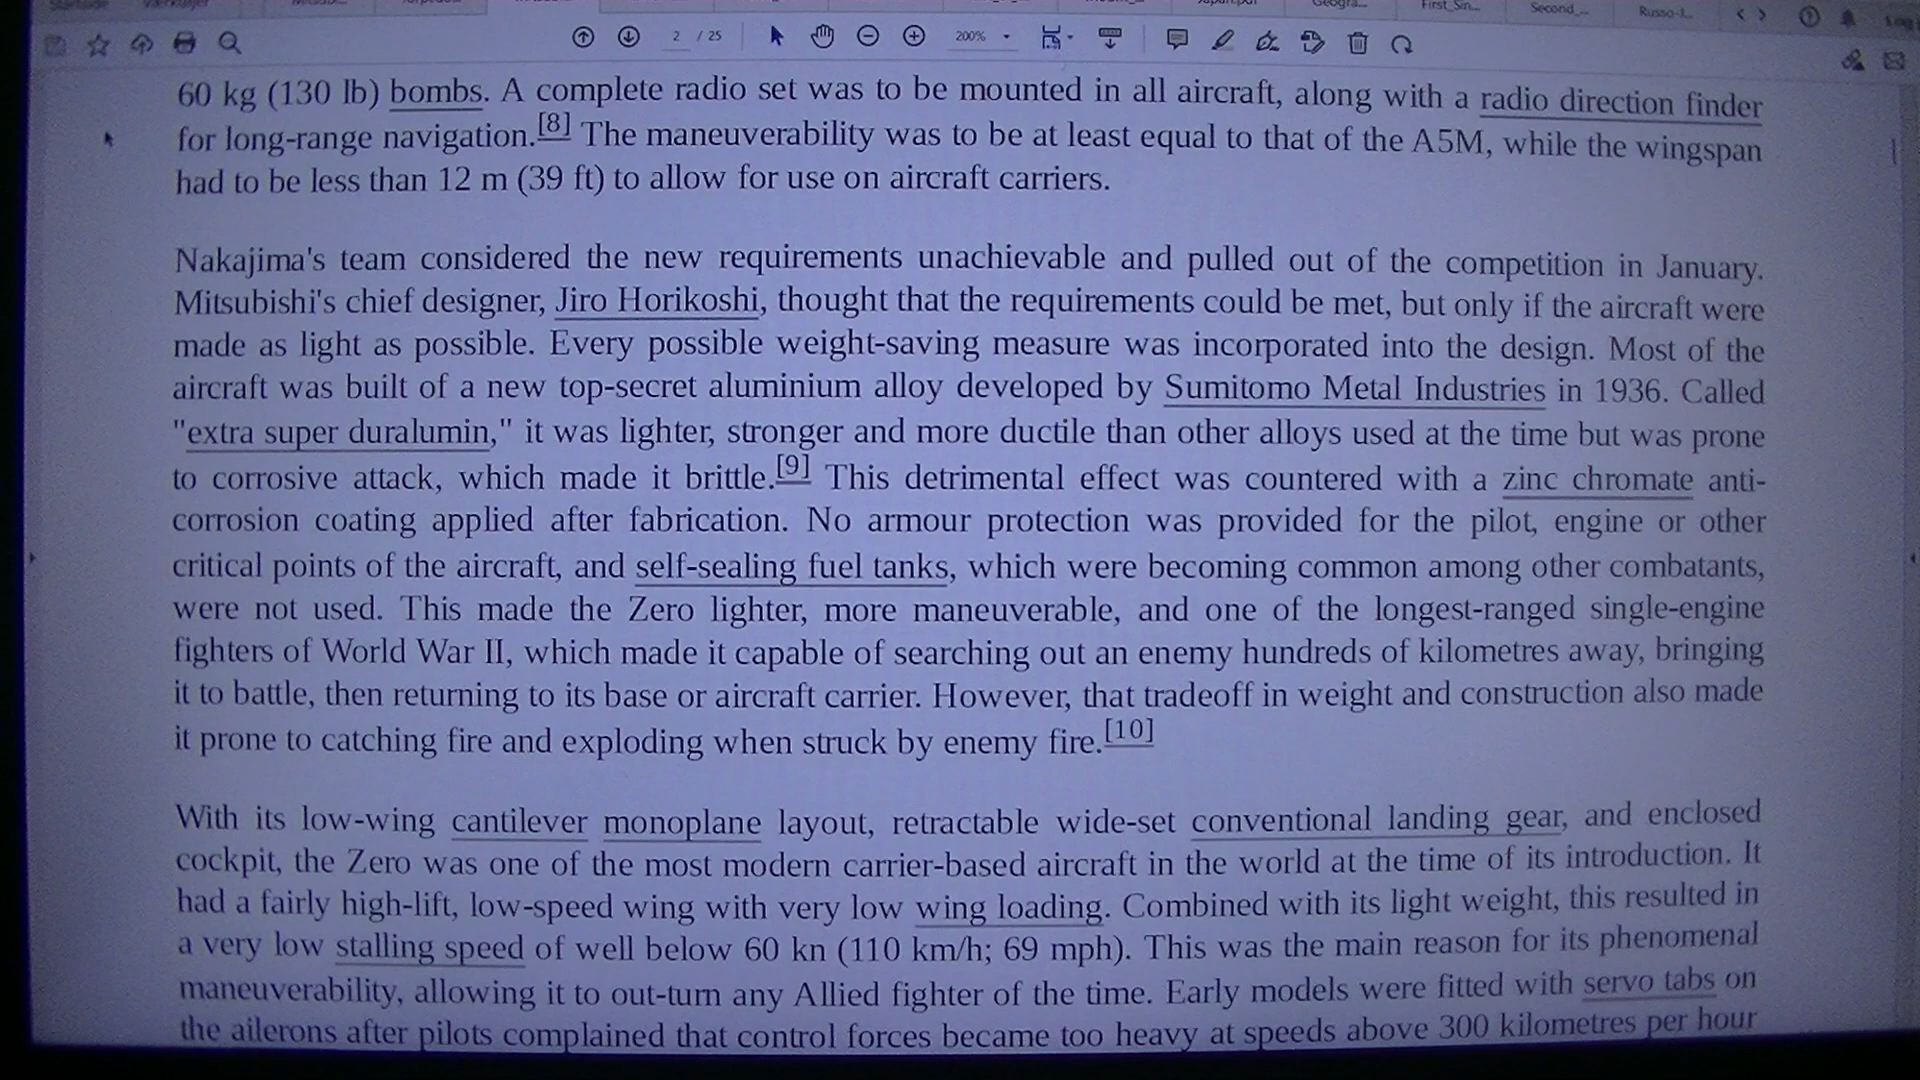 2 / 25
200%
First_Sin...
Second_...
Russo-J...
60 kg (130 lb) bombs. A complete radio set was to be mounted in all aircraft, along with a radio direction finder
for long-range navigation.[8] The maneuverability was to be at least equal to that of the A5M, while the wingspan
had to be less than 12 m (39 ft) to allow for use on aircraft carriers.
Nakajima's team considered the new requirements unachievable and pulled out of the competition in January.
Mitsubishi's chief designer, Jiro Horikoshi, thought that the requirements could be met, but only if the aircraft were
made as light as possible. Every possible weight-saving measure was incorporated into the design. Most of the
aircraft was built of a new top-secret aluminium alloy developed by Sumitomo Metal Industries in 1936. Called
"extra super duralumin," it was lighter, stronger and more ductile than other alloys used at the time but was prone
to corrosive attack, which made it brittle.[9] This detrimental effect was countered with a zinc chromate anti-
corrosion coating applied after fabrication. No armour protection was provided for the pilot, engine or other
critical points of the aircraft, and self-sealing fuel tanks, which were becoming common among other combatants,
were not used. This made the Zero lighter, more maneuverable, and one of the longest-ranged single-engine
fighters of World War II, which made it capable of searching out an enemy hundreds of kilometres away, bringing
it to battle, then returning to its base or aircraft carrier. However, that tradeoff in weight and construction also made
it prone to catching fire and exploding when struck by enemy fire.[10]
With its low-wing cantilever monoplane layout, retractable wide-set conventional landing gear, and enclosed
cockpit, the Zero was one of the most modern carrier-based aircraft in the world at the time of its introduction. It
had a fairly high-lift, low-speed wing with very low wing loading. Combined with its light weight, this resulted in
a very low stalling speed of well below 60 kn (110 km/h; 69 mph). This was the main reason for its phenomenal
maneuverability, allowing it to out-turn any Allied fighter of the time. Early models were fitted with servo tabs on
the ailerons after pilots complained that control forces became too heavy at speeds above 300 kilometres per hour